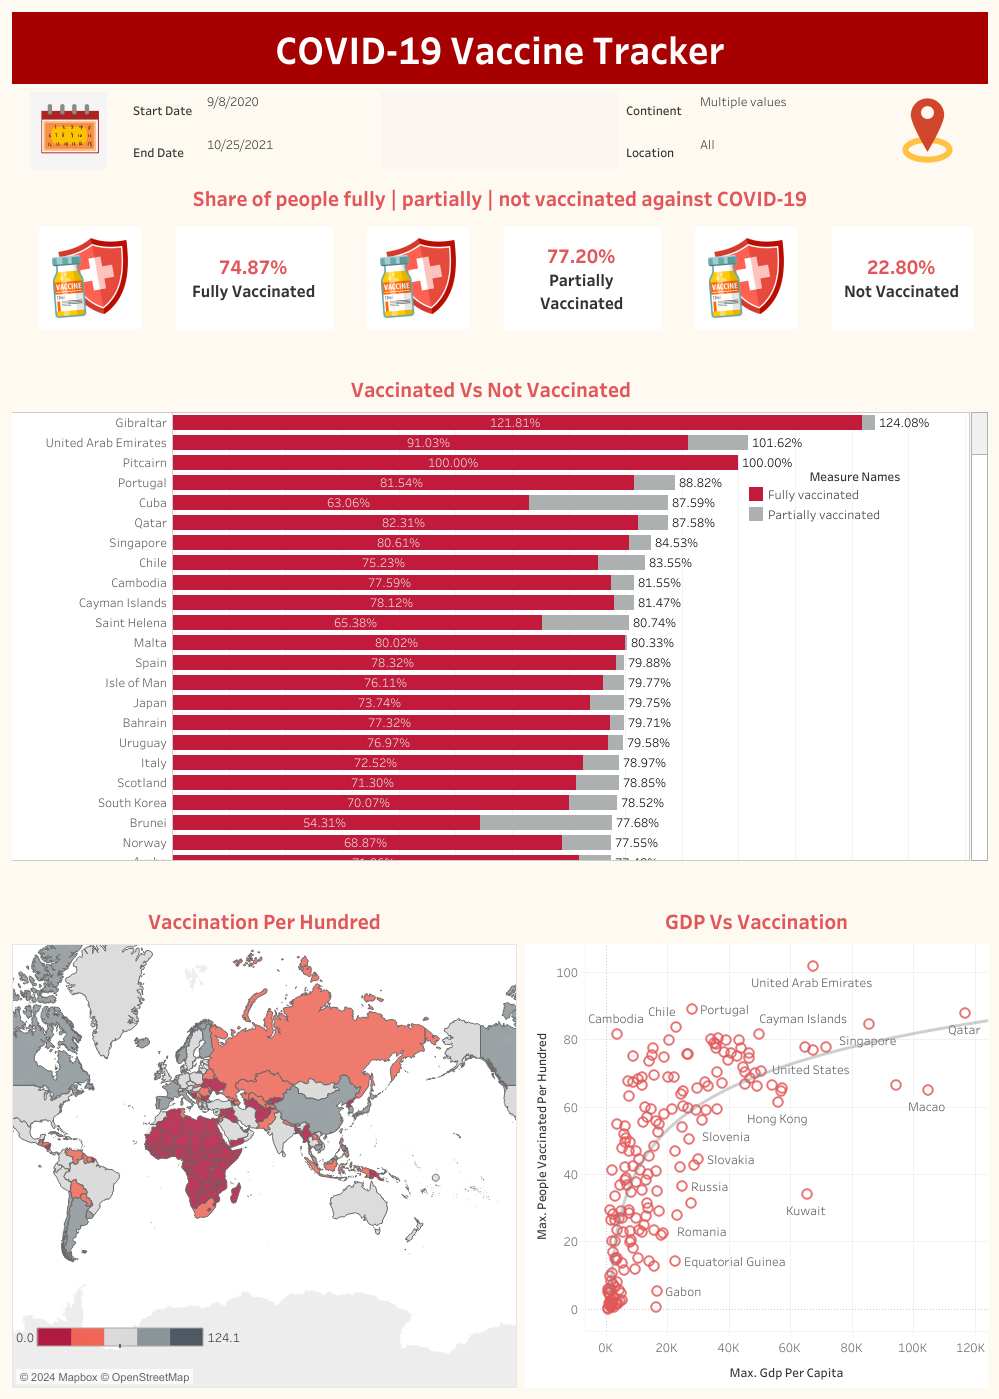 COVID-19 Vaccine Tracker
Start Date 9/8/2020
End Date 10/25/2021
Continent Multiple values
Location All
Share of people fully | partially | not vaccinated against COVID-19
VACCINE
74.87%
Fully Vaccinated
VACCINE
77.20%
Partially
Vaccinated
VACCINE
22.80%
Not Vaccinated
Vaccinated Vs Not Vaccinated
Gibraltar 121.81% 124.08%
United Arab Emirates 91.03% 101.62%
Pitcairn 100.00% 100.00%
Portugal 81.54% 88.82%
Cuba 63.06% 87.59%
Qatar 82.31% 87.58%
Singapore 80.61% 84.53%
Chile 75.23% 83.55%
Cambodia 77.59% 81.55%
Cayman Islands 78.12% 81.47%
Saint Helena 65.38% 80.74%
Malta 80.02% 80.33%
Spain 78.32% 79.88%
Isle of Man 76.11% 79.77%
Japan 73.74% 79.75%
Bahrain 77.32% 79.71%
Uruguay 76.97% 79.58%
Italy 72.52% 78.97%
Scotland 71.30% 78.85%
South Korea 70.07% 78.52%
Brunei 54.31% 77.68%
Norway 68.87% 77.55%
Measure Names
Fully vaccinated
Partially vaccinated
Vaccination Per Hundred
0.0 124.1
© 2024 Mapbox © OpenStreetMap
GDP Vs Vaccination
Max. People Vaccinated Per Hundred
100
80
60
40
20
0
United Arab Emirates
Chile
Portugal
Cambodia
Cayman Islands
Qatar
Singapore
United States
Macao
Hong Kong
Slovenia
Slovakia
Russia
Kuwait
Romania
Equatorial Guinea
Gabon
0K 20K 40K 60K 80K 100K 120K
Max. Gdp Per Capita